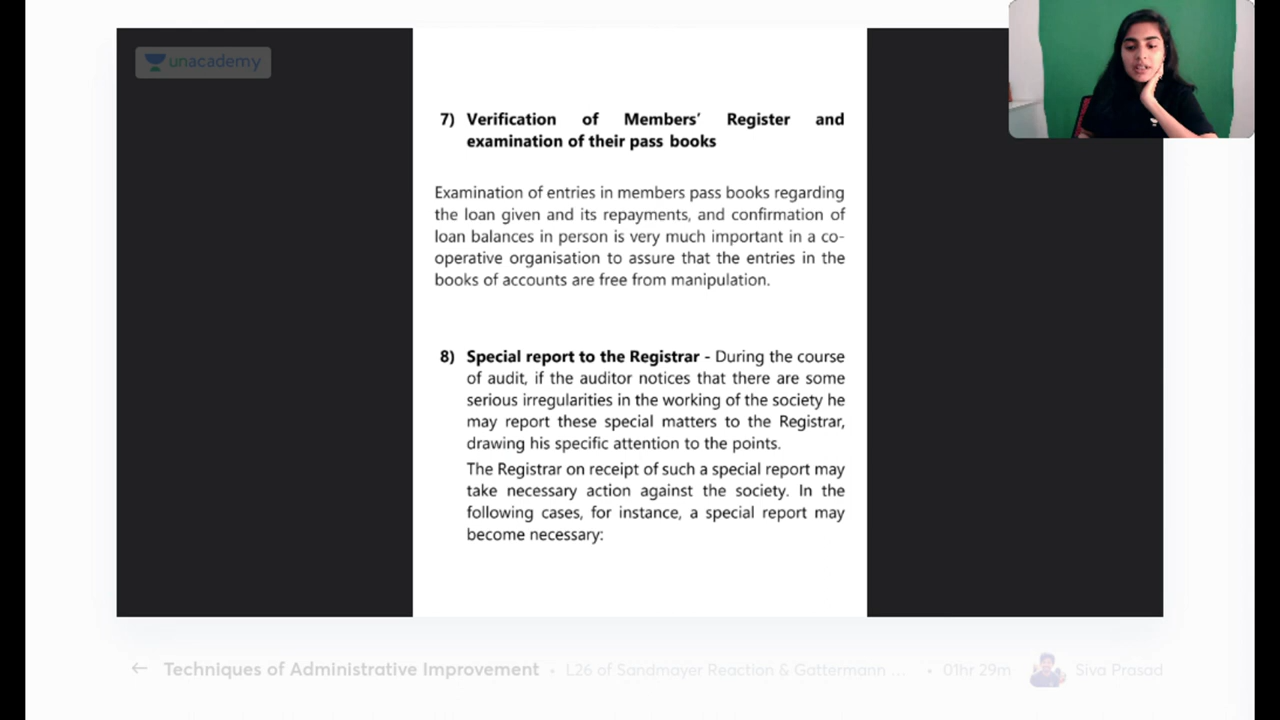 unacademy
7) Verification of Members' Register and
examination of their pass books
Examination of entries in members pass books regarding
the loan given and its repayments, and confirmation of
loan balances in person is very much important in a co-
operative organisation to assure that the entries in the
books of accounts are free from manipulation.
8) Special report to the Registrar - During the course
of audit, if the auditor notices that there are some
serious irregularities in the working of the society he
may report these special matters to the Registrar,
drawing his specific attention to the points.
The Registrar on receipt of such a special report may
take necessary action against the society. In the
following cases, for instance, a special report may
become necessary:
← Techniques of Administrative Improvement • L26 of Sandmayer Reaction & Gattermann ... • 01hr 29m Siva Prasad